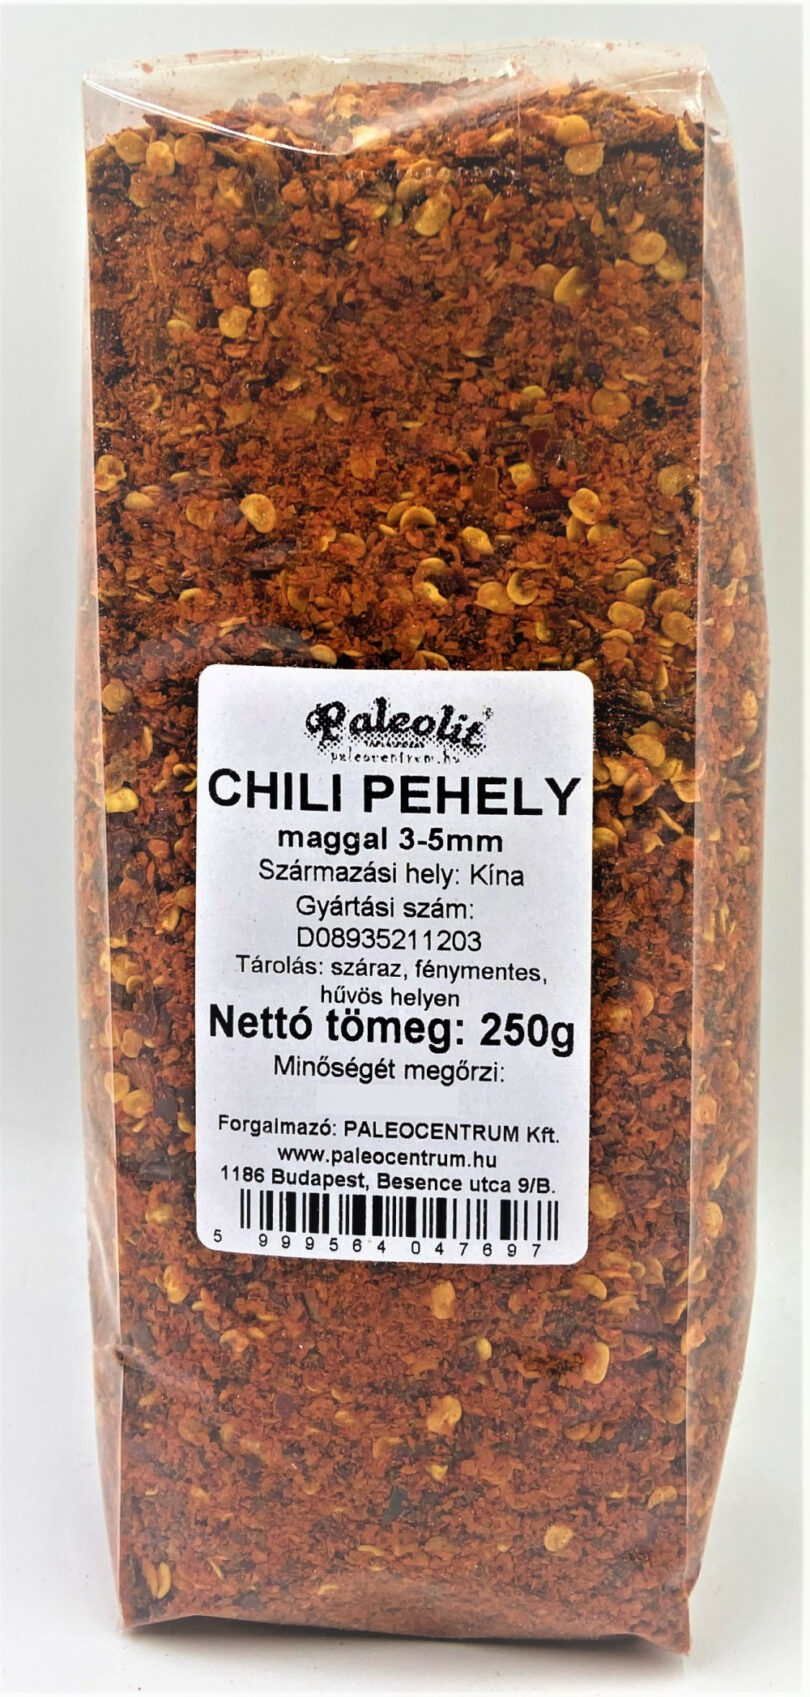 Paleolit
paleocentrum.hu
CHILI PEHELY
maggal 3-5mm
Származási hely: Kína
Gyártási szám:
D08935211203
Tárolás: száraz, fénymentes,
hűvös helyen
Nettó tömeg: 250g
Minőségét megőrzi:
Forgalmazó: PALEOCENTRUM Kft.
www.paleocentrum.hu
1186 Budapest, Besence utca 9/B.
5 999564 047697